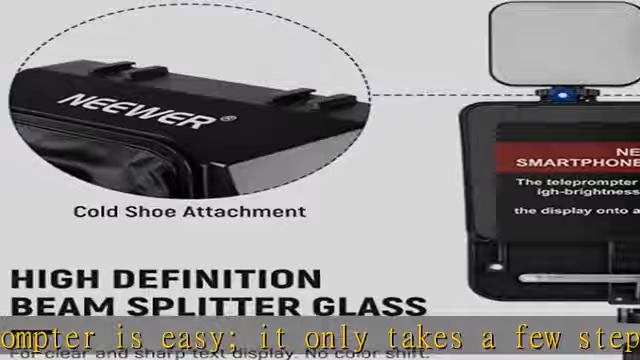 NEEWER®
Cold Shoe Attachment
SMARTPHONE
The teleprompter
igh-brightness
the display onto a
HIGH DEFINITION
BEAM SPLITTER GLASS
ompter is easy; it only takes a few step
For clear and sharp text display. No color shift.